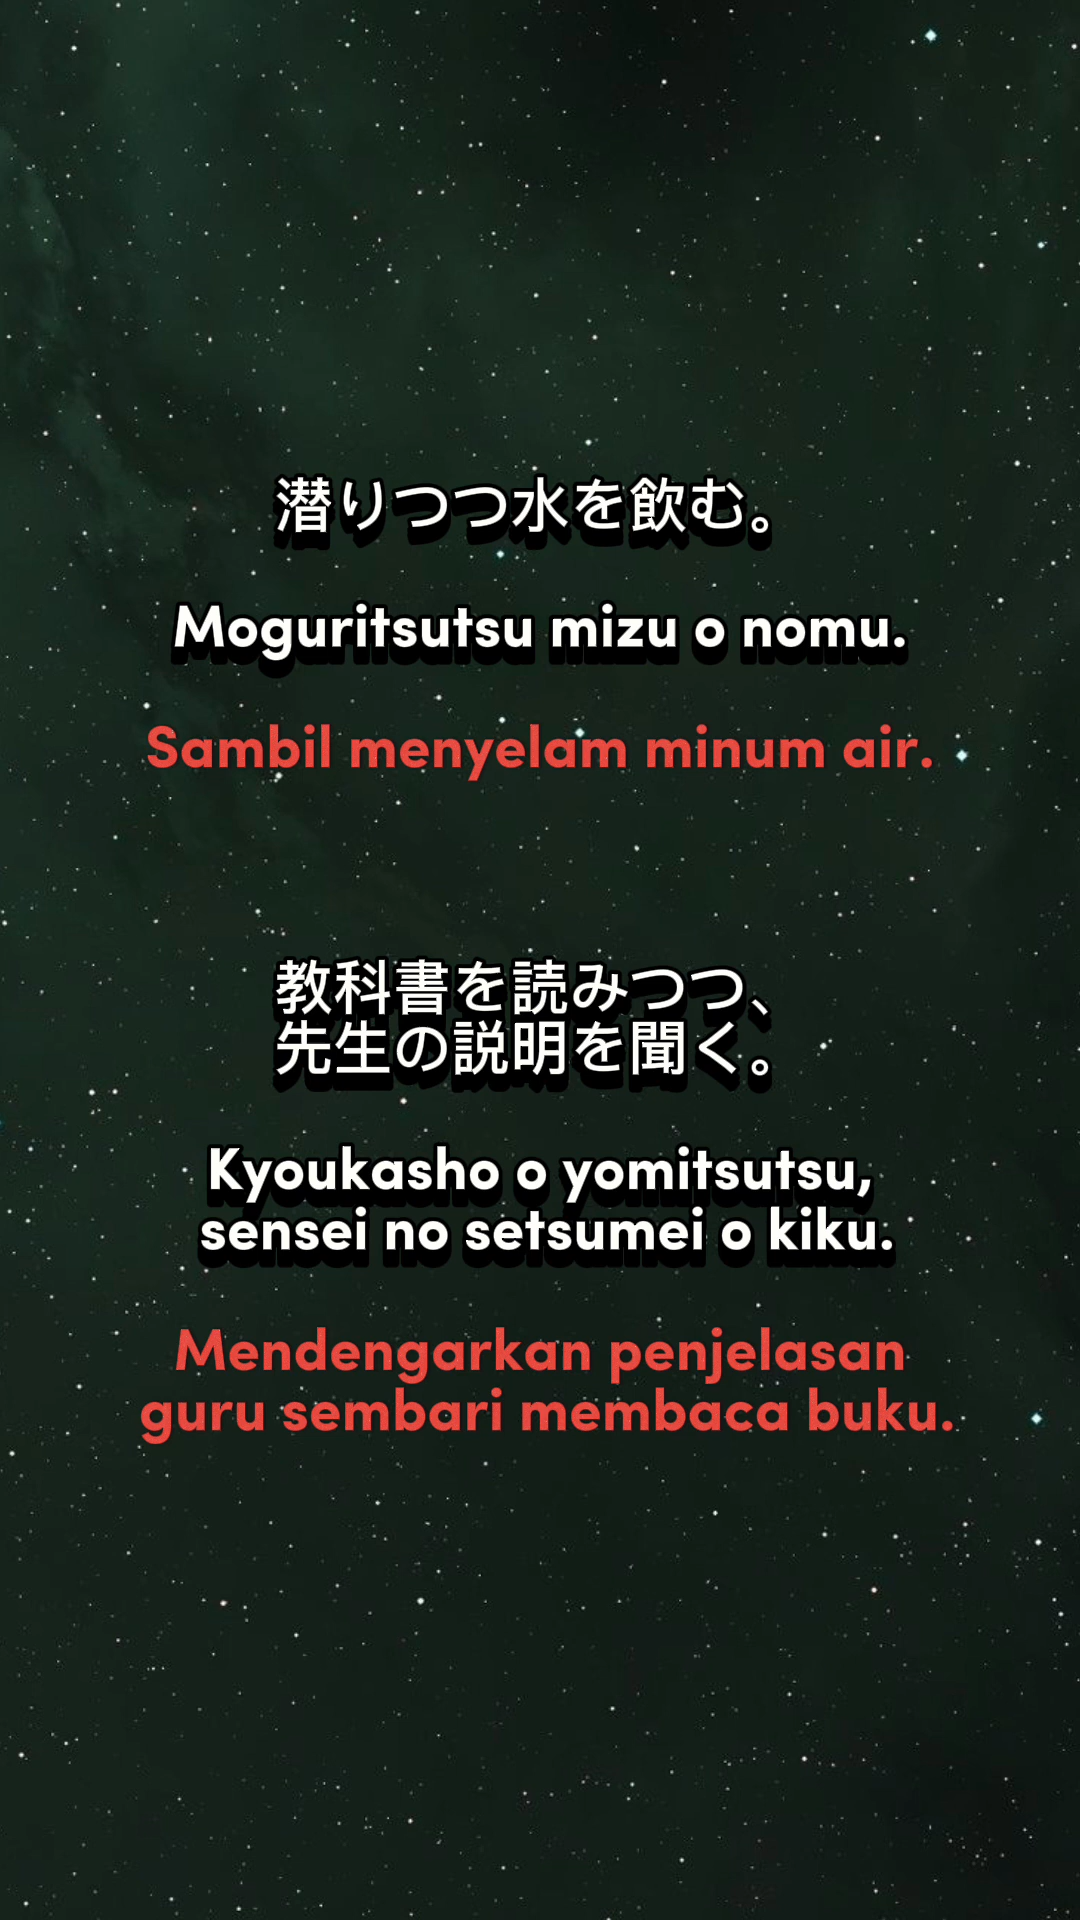 潜りつつ水を飲む。
Moguritsutsu mizu o nomu.
Sambil menyelam minum air.
教科書を読みつつ、
先生の説明を聞く。
Kyoukasho o yomitsutsu,
sensei no setsumei o kiku.
Mendengarkan penjelasan
guru sembari membaca buku.